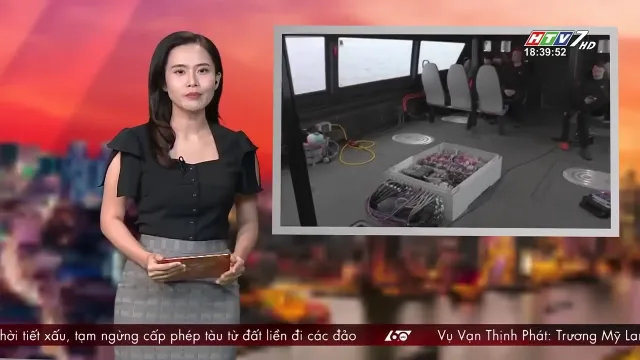 HTV7 HD
18:39:52
hời tiết xấu, tạm ngừng cấp phép tàu từ đất liền đi các đảo 60 Vụ Vạn Thịnh Phát: Trương Mỹ La